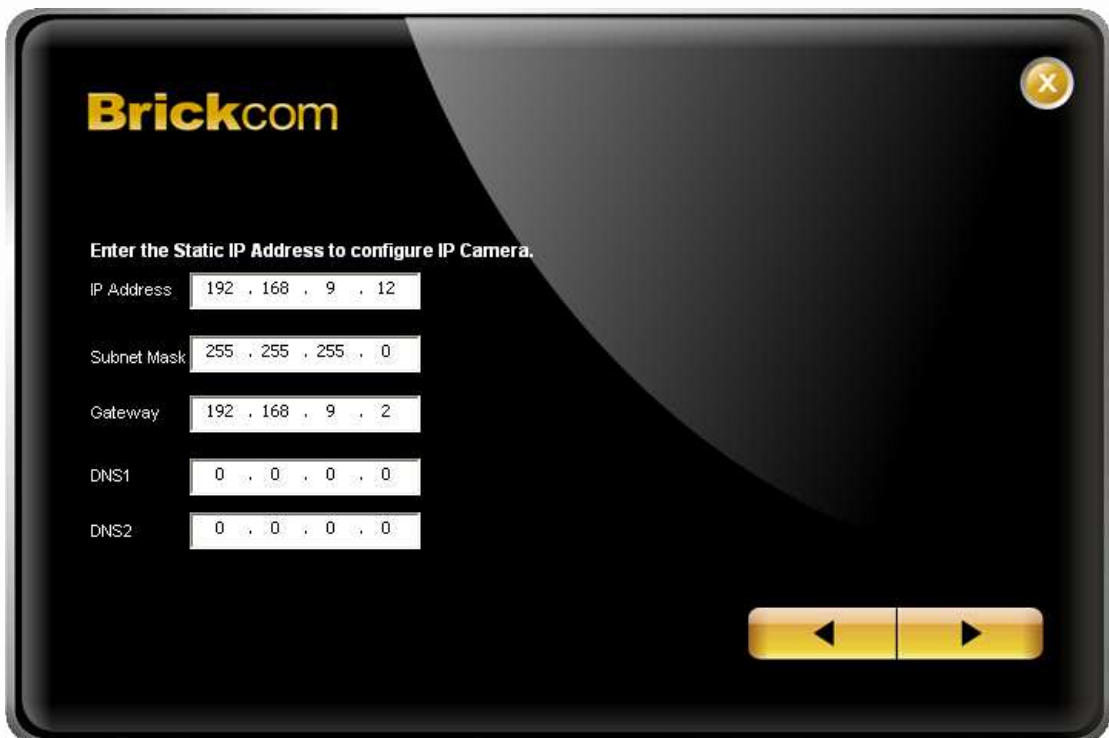 Brickcom
X
Enter the Static IP Address to configure IP Camera.
IP Address 192 . 168 . 9 . 12
Subnet Mask 255 . 255 . 255 . 0
Gateway 192 . 168 . 9 . 2
DNS1 0 . 0 . 0 . 0
DNS2 0 . 0 . 0 . 0